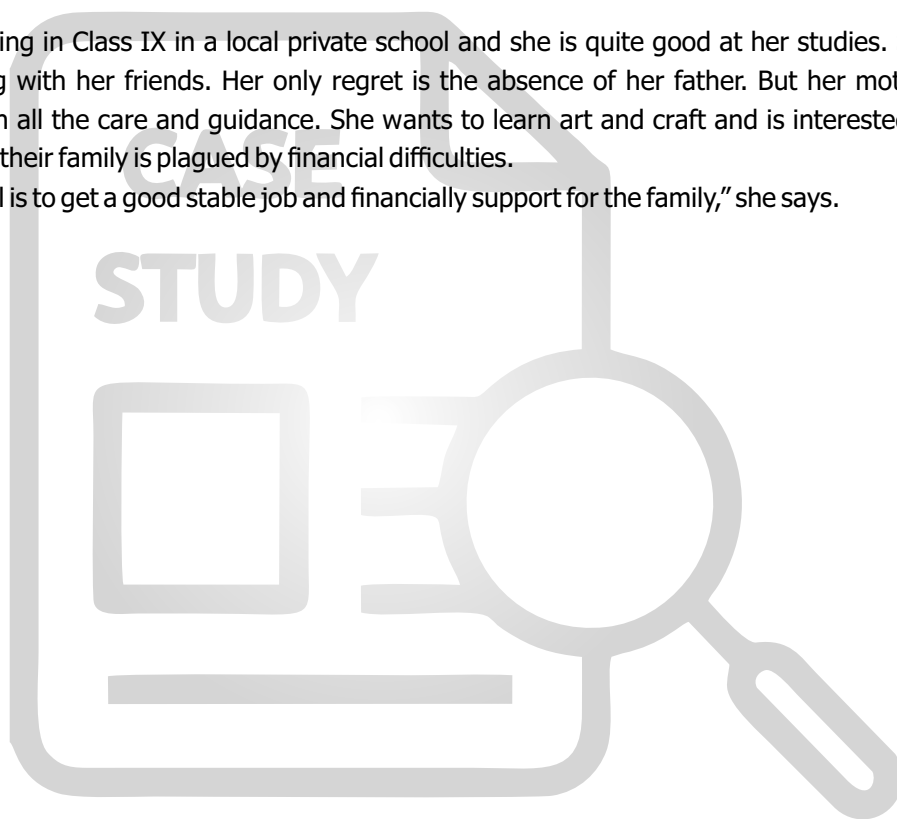 ing in Class IX in a local private school and she is quite good at her studies.
g with her friends. Her only regret is the absence of her father. But her mot
n all the care and guidance. She wants to learn art and craft and is interested
their family is plagued by financial difficulties.
l is to get a good stable job and financially support for the family,” she says.
CASE
STUDY